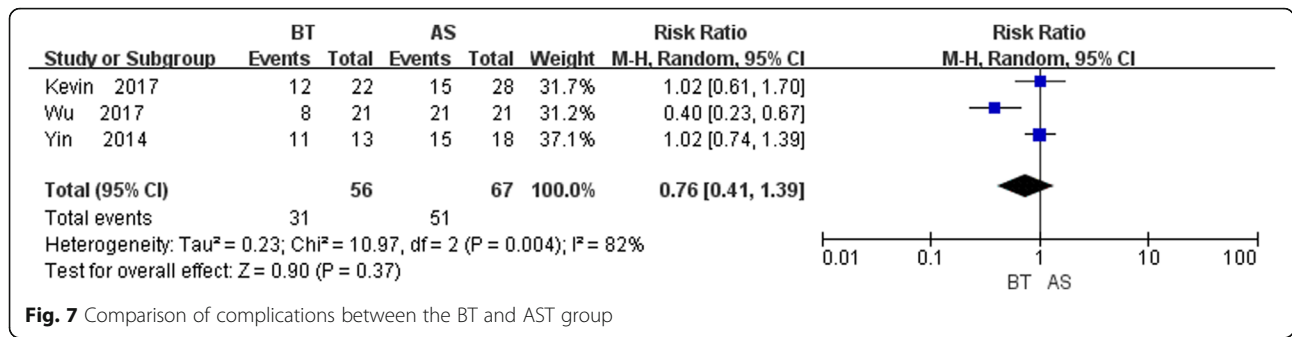 BT AS Risk Ratio Risk Ratio
Study or Subgroup Events Total Events Total Weight M-H, Random, 95% CI M-H, Random, 95% CI
Kevin 2017 12 22 15 28 31.7% 1.02 [0.61, 1.70]
Wu 2017 8 21 21 21 31.2% 0.40 [0.23, 0.67]
Yin 2014 11 13 15 18 37.1% 1.02 [0.74, 1.39]
Total (95% CI) 56 67 100.0% 0.76 [0.41, 1.39]
Total events 31 51
Heterogeneity: Tau² = 0.23; Chi² = 10.97, df = 2 (P = 0.004); I² = 82%
Test for overall effect: Z = 0.90 (P = 0.37)
0.01 0.1 1 10 100
BT AS
Fig. 7 Comparison of complications between the BT and AST group